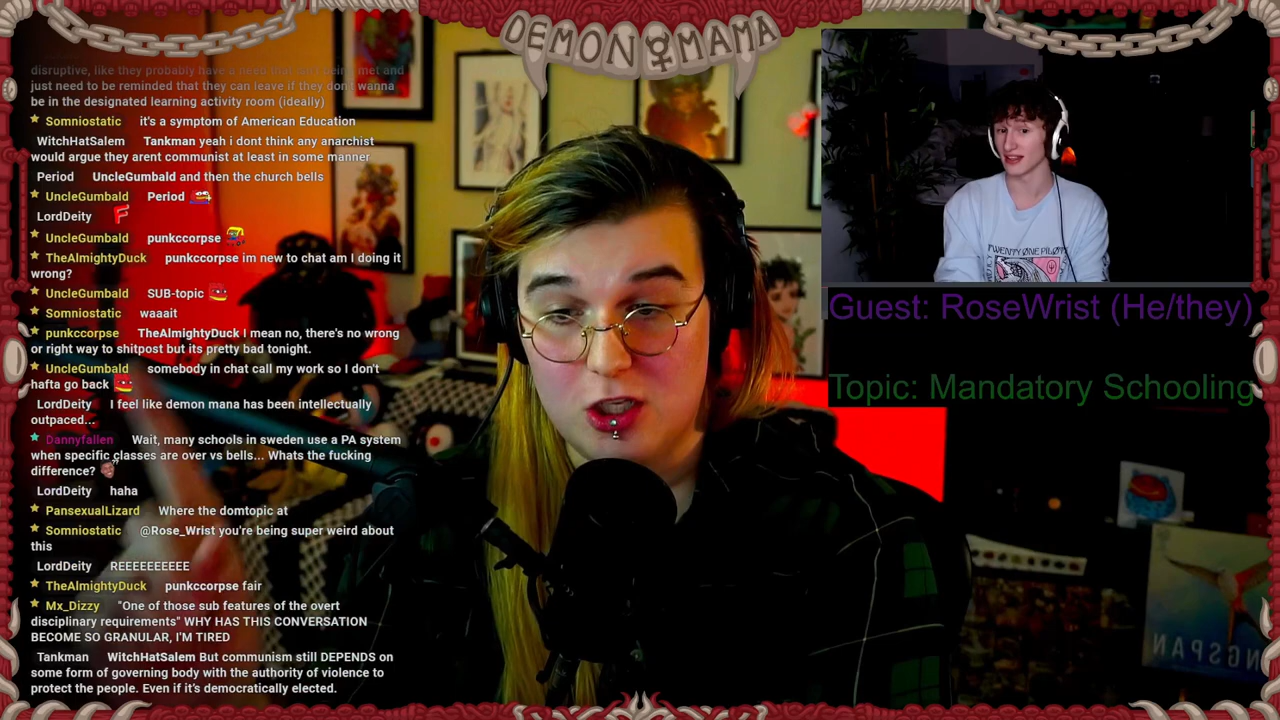 DEMON MAMA
disruptive, like they probably have a need that isn't being met and
just need to be reminded that they can leave if they don't wanna
be in the designated learning activity room (ideally)
Somniostatic it's a symptom of American Education
WitchHatSalem Tankman yeah i dont think any anarchist
would argue they arent communist at least in some manner
Period UncleGumbald and then the church bells
UncleGumbald Period
LordDeity
UncleGumbald punkccorpse
TheAlmightyDuck punkccorpse im new to chat am I doing it
wrong?
UncleGumbald SUB-topic
Somniostatic waaait
punkccorpse TheAlmightyDuck I mean no, there's no wrong
or right way to shitpost but its pretty bad tonight.
UncleGumbald somebody in chat call my work so I don't
hafta go back
LordDeity I feel like demon mana has been intellectually
outpaced...
Dannyfallen Wait, many schools in sweden use a PA system
when specific classes are over vs bells... Whats the fucking
difference?
LordDeity haha
PansexualLizard Where the domtopic at
Somniostatic @Rose_Wrist you're being super weird about
this
LordDeity REEEEEEEEEE
TheAlmightyDuck punkccorpse fair
Mx_Dizzy "One of those sub features of the overt
disciplinary requirements" WHY HAS THIS CONVERSATION
BECOME SO GRANULAR, I'M TIRED
Tankman WitchHatSalem But communism still DEPENDS on
some form of governing body with the authority of violence to
protect the people. Even if it's democratically elected.
TWENTY ØNE PILØTS
Guest: RoseWrist (He/they)
Topic: Mandatory Schooling
NGSPAN